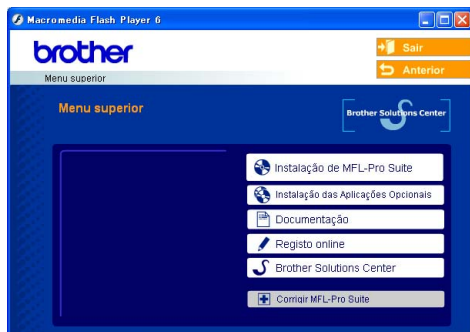 Macromedia Flash Player 6
brother
Sair
Anterior
Menu superior
Menu superior
Brother Solutions Center
Instalação de MFL-Pro Suite
Instalação das Aplicações Opcionais
Documentação
Registo online
Brother Solutions Center
Corrigir MFL-Pro Suite